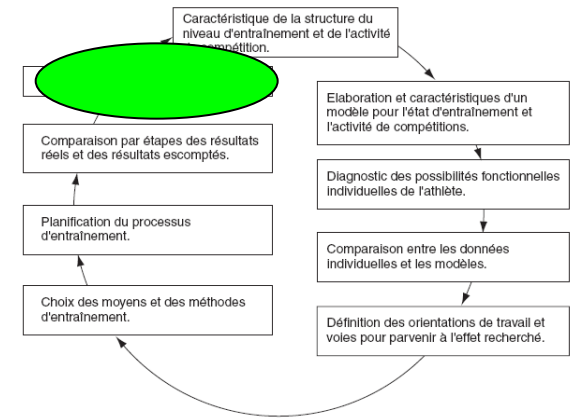 Caractéristique de la structure du
niveau d'entraînement et de l'activité
compétition.
Elaboration et caractéristiques d'un
modèle pour l'état d'entraînement et
l'activité de compétitions.
Diagnostic des possibilités fonctionnelles
individuelles de l'athlète.
Comparaison entre les données
individuelles et les modèles.
Définition des orientations de travail et
voies pour parvenir à l'effet recherché.
Choix des moyens et des méthodes
d'entraînement.
Planification du processus
d'entraînement.
Comparaison par étapes des résultats
réels et des résultats escomptés.